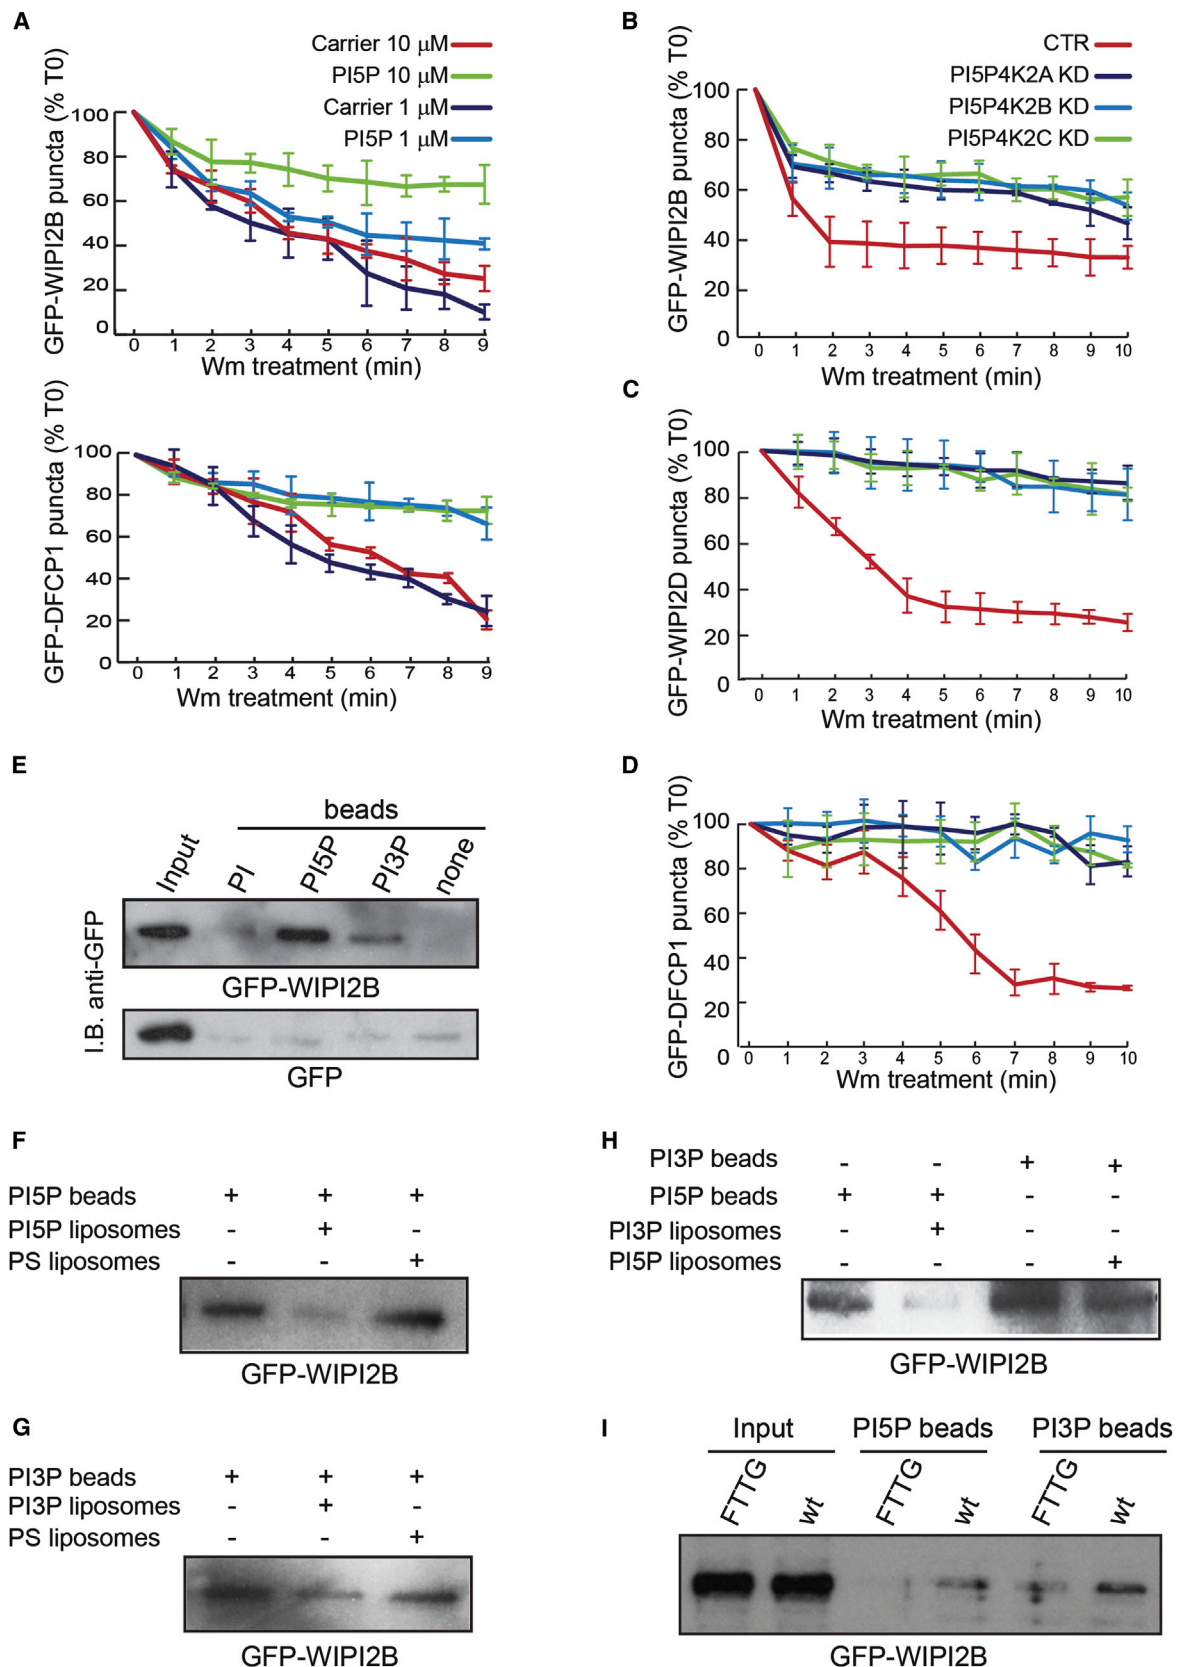 A
Carrier 10 μM
PI5P 10 μM
Carrier 1 μM
PI5P 1 μM
GFP-WIPI2B puncta (% T0)
100
80
60
40
20
0
0 1 2 3 4 5 6 7 8 9
Wm treatment (min)
GFP-DFCP1 puncta (% T0)
100
80
60
40
20
0
0 1 2 3 4 5 6 7 8 9
Wm treatment (min)
B
CTR
PI5P4K2A KD
PI5P4K2B KD
PI5P4K2C KD
GFP-WIPI2B puncta (% T0)
100
80
60
40
20
0
0 1 2 3 4 5 6 7 8 9 10
Wm treatment (min)
C
GFP-WIPI2D puncta (% T0)
100
80
60
40
20
0
0 1 2 3 4 5 6 7 8 9 10
Wm treatment (min)
D
GFP-DFCP1 puncta (% T0)
100
80
60
40
20
0
0 1 2 3 4 5 6 7 8 9 10
Wm treatment (min)
E
beads
Input PI PI5P PI3P none
I.B. anti-GFP
GFP-WIPI2B
GFP
F
PI5P beads + + +
PI5P liposomes - + -
PS liposomes - - +
GFP-WIPI2B
G
PI3P beads + + +
PI3P liposomes - + -
PS liposomes - - +
GFP-WIPI2B
H
PI3P beads - - + +
PI5P beads + + - -
PI3P liposomes - + - -
PI5P liposomes - - - +
GFP-WIPI2B
I
Input PI5P beads PI3P beads
FTTG wt FTTG wt FTTG wt
GFP-WIPI2B